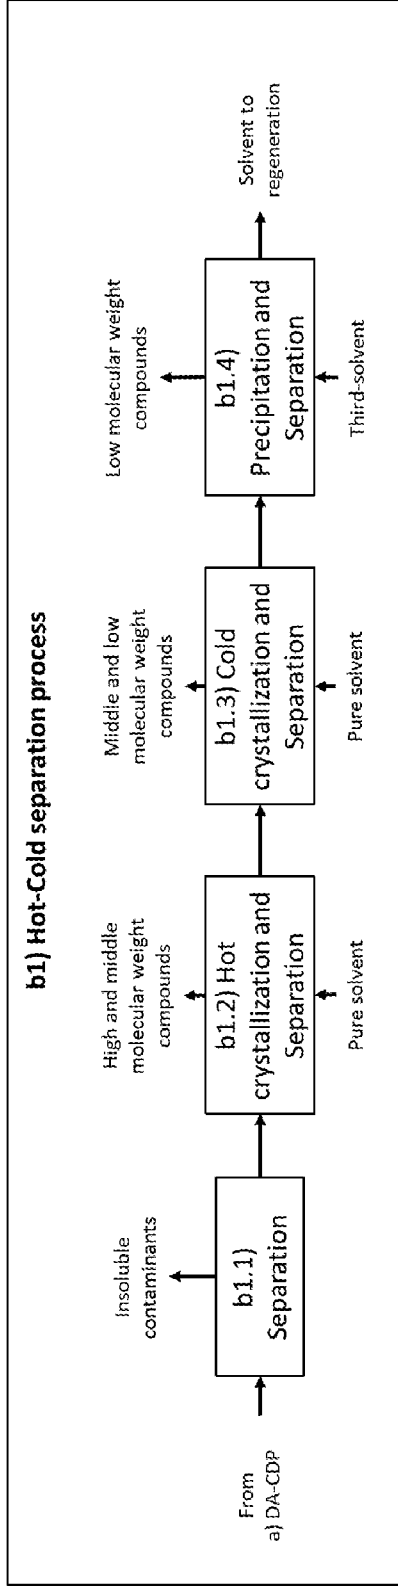 b1) Hot-Cold separation process
From
a) DA-CDP
Insoluble
contaminants
b1.1)
Separation
High and middle
molecular weight
compounds
b1.2) Hot
crystallization and
Separation
Pure solvent
Middle and low
molecular weight
compounds
b1.3) Cold
crystallization and
Separation
Pure solvent
Low molecular weight
compounds
b1.4)
Precipitation and
Separation
Third-solvent
Solvent to
regeneration